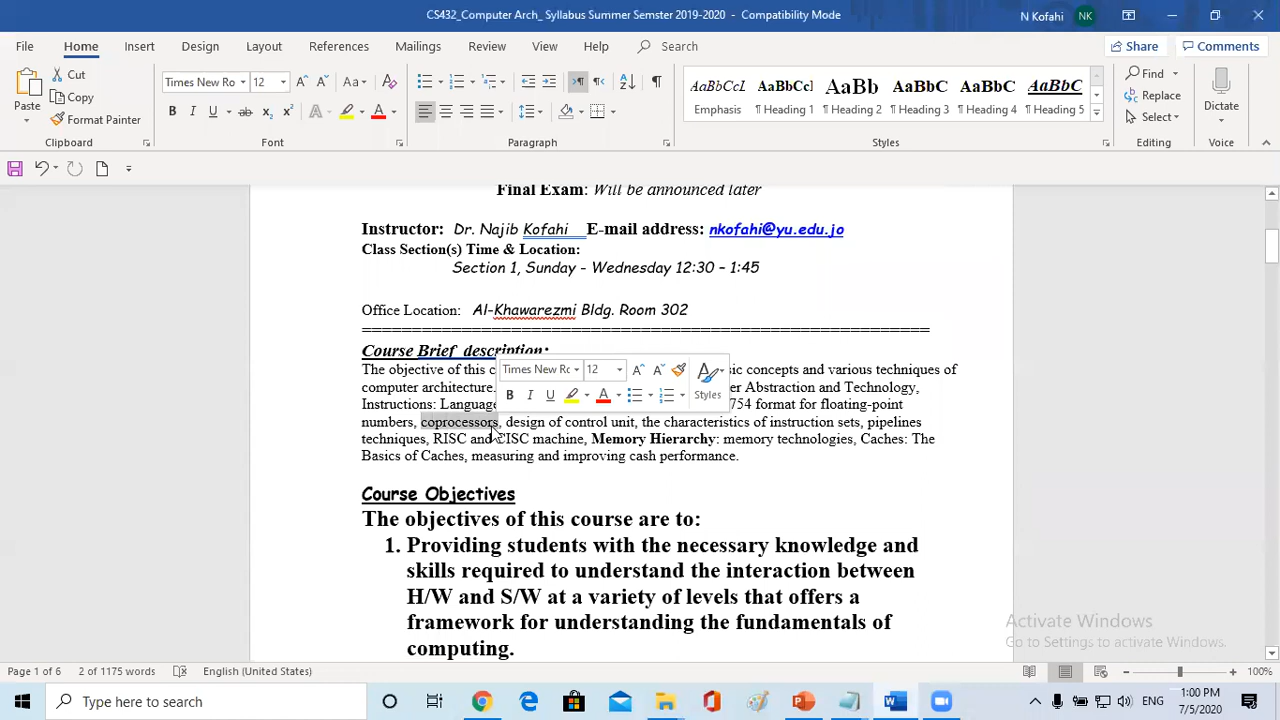 CS432_Computer Arch_ Syllabus Summer Semster 2019-2020 - Compatibility Mode
N Kofahi NK
File Home Insert Design Layout References Mailings Review View Help Search Share Comments
Paste Cut Copy Format Painter
Times New Ro 12
AaBbCcL AaBbCcI AaBb AaBbC AaBbC AaBbC
Emphasis ¶ Heading 1 ¶ Heading 2 ¶ Heading 3 ¶ Heading 4 ¶ Heading 5
Find Replace Select Dictate
Clipboard Font Paragraph Styles Editing Voice
Final Exam: Will be announced later
Instructor: Dr. Najib Kofahi E-mail address: nkofahi@yu.edu.jo
Class Section(s) Time & Location:
Section 1, Sunday - Wednesday 12:30 – 1:45
Office Location: Al-Khawarezmi Bldg. Room 302
=========================================================
Course Brief description:
The objective of this c sic concepts and various techniques of
computer architecture. er Abstraction and Technology,
Instructions: Language 754 format for floating-point
numbers, coprocessors, design of control unit, the characteristics of instruction sets, pipelines
techniques, RISC and CISC machine, Memory Hierarchy: memory technologies, Caches: The
Basics of Caches, measuring and improving cash performance.
Times New Rc 12
Styles
Course Objectives
The objectives of this course are to:
1. Providing students with the necessary knowledge and
skills required to understand the interaction between
H/W and S/W at a variety of levels that offers a
framework for understanding the fundamentals of
computing.
Activate Windows
Go to Settings to activate Windows.
Page 1 of 6 2 of 1175 words English (United States) 100%
Type here to search
ENG
1:00 PM
7/5/2020